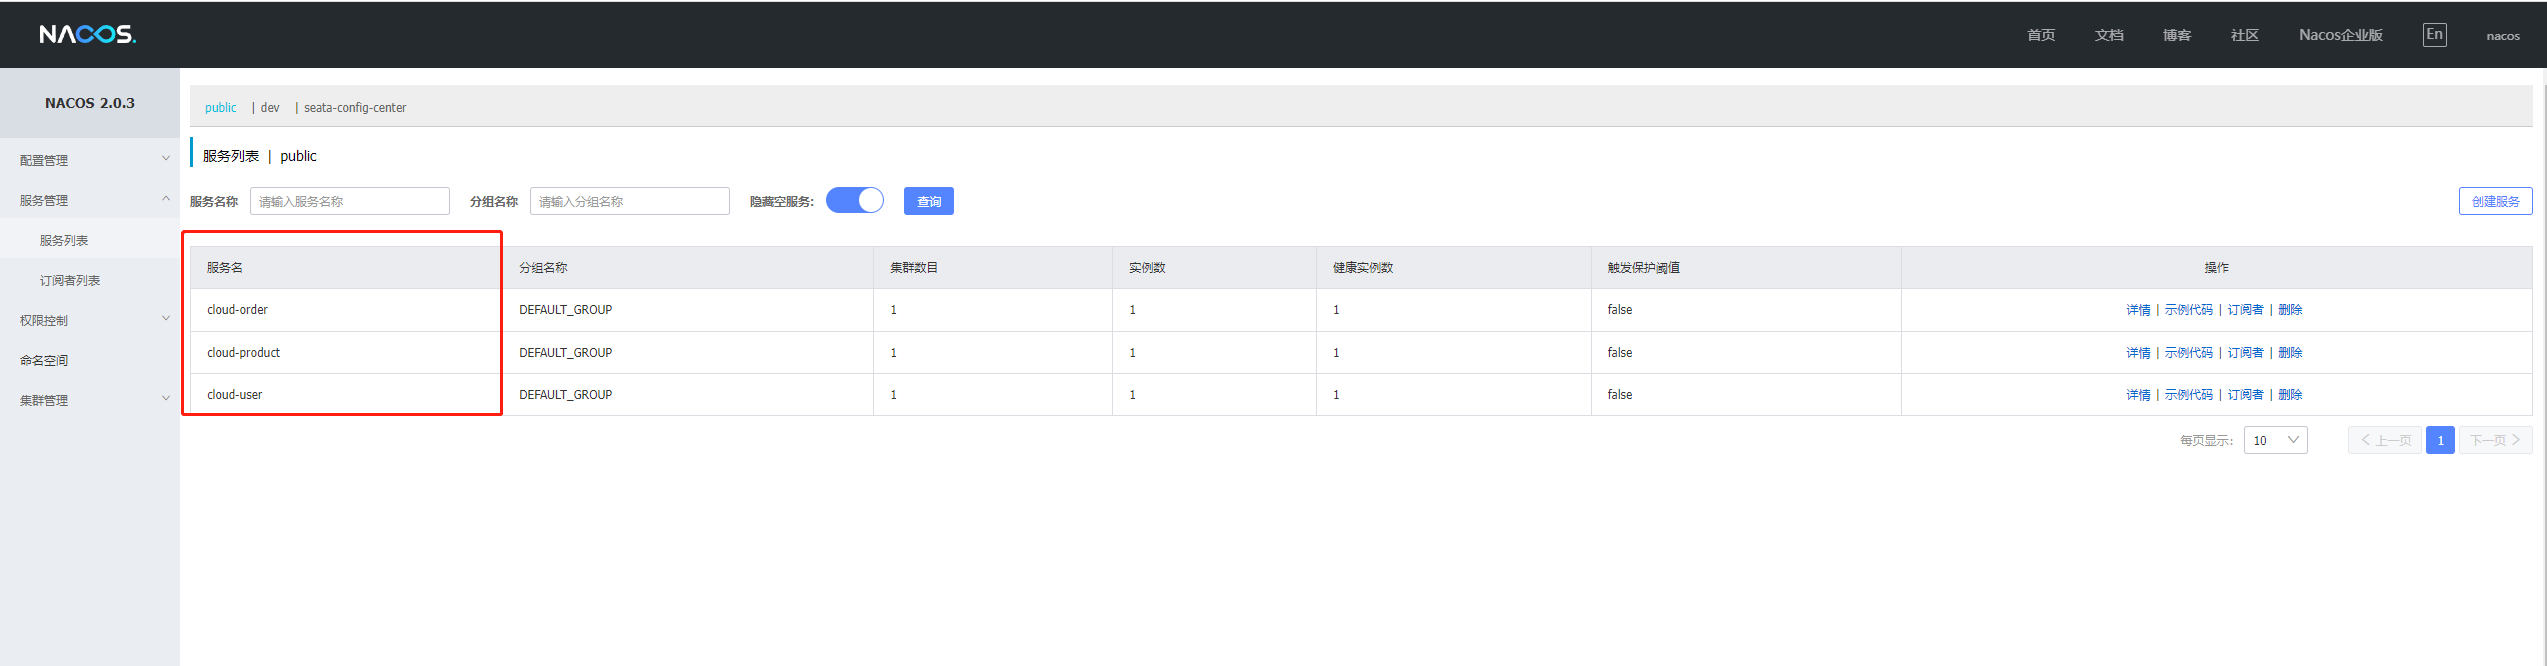 NACOS. 首页 文档 博客 社区 Nacos企业版 En nacos
NACOS 2.0.3
配置管理
服务管理
服务列表
订阅者列表
权限控制
命名空间
集群管理
public | dev | seata-config-center
服务列表 | public
服务名称 请输入服务名称 分组名称 请输入分组名称 隐藏空服务: 查询 创建服务
服务名 分组名称 集群数目 实例数 健康实例数 触发保护阈值 操作
cloud-order DEFAULT_GROUP 1 1 1 false 详情 | 示例代码 | 订阅者 | 删除
cloud-product DEFAULT_GROUP 1 1 1 false 详情 | 示例代码 | 订阅者 | 删除
cloud-user DEFAULT_GROUP 1 1 1 false 详情 | 示例代码 | 订阅者 | 删除
每页显示: 10 上一页 1 下一页